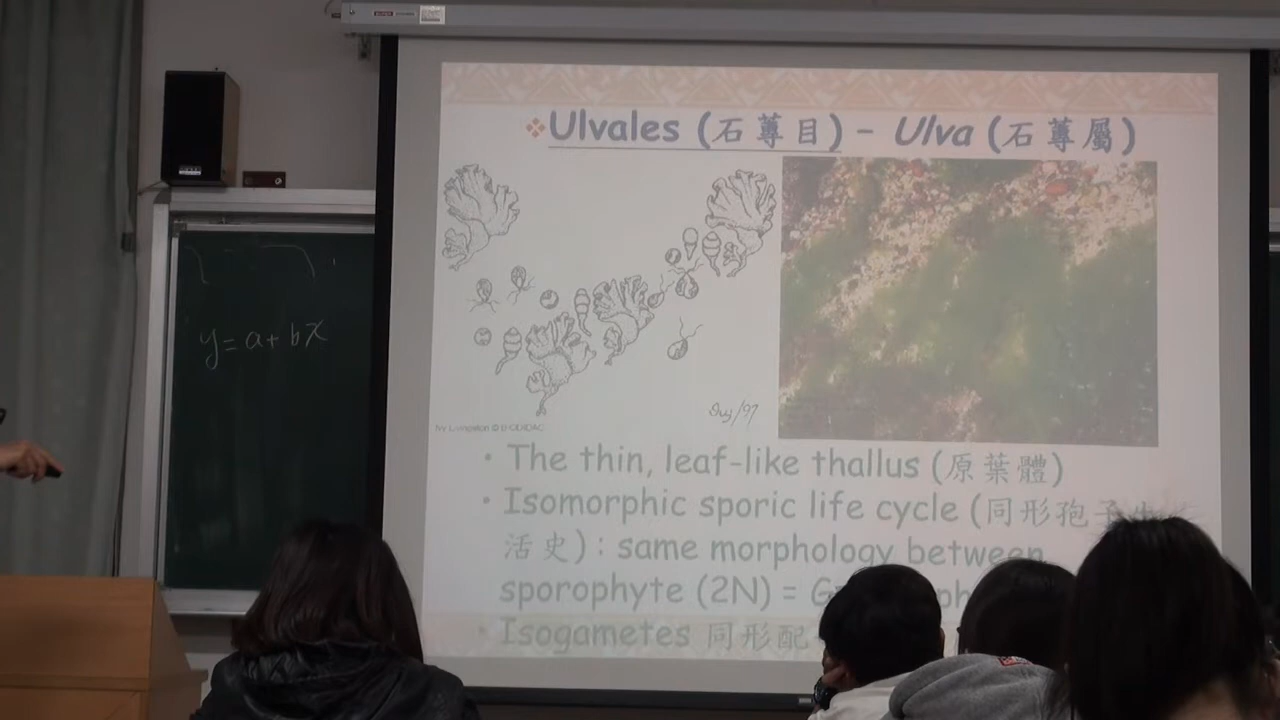 ❖Ulvales (石蓴目) – Ulva (石蓴屬)
y = a + bx
Aug/97
Ivy Livingston © BIODIDAC
• The thin, leaf-like thallus (原葉體)
• Isomorphic sporic life cycle (同形孢子
活史) : same morphology between
sporophyte (2N) =
• Isogametes 同形配